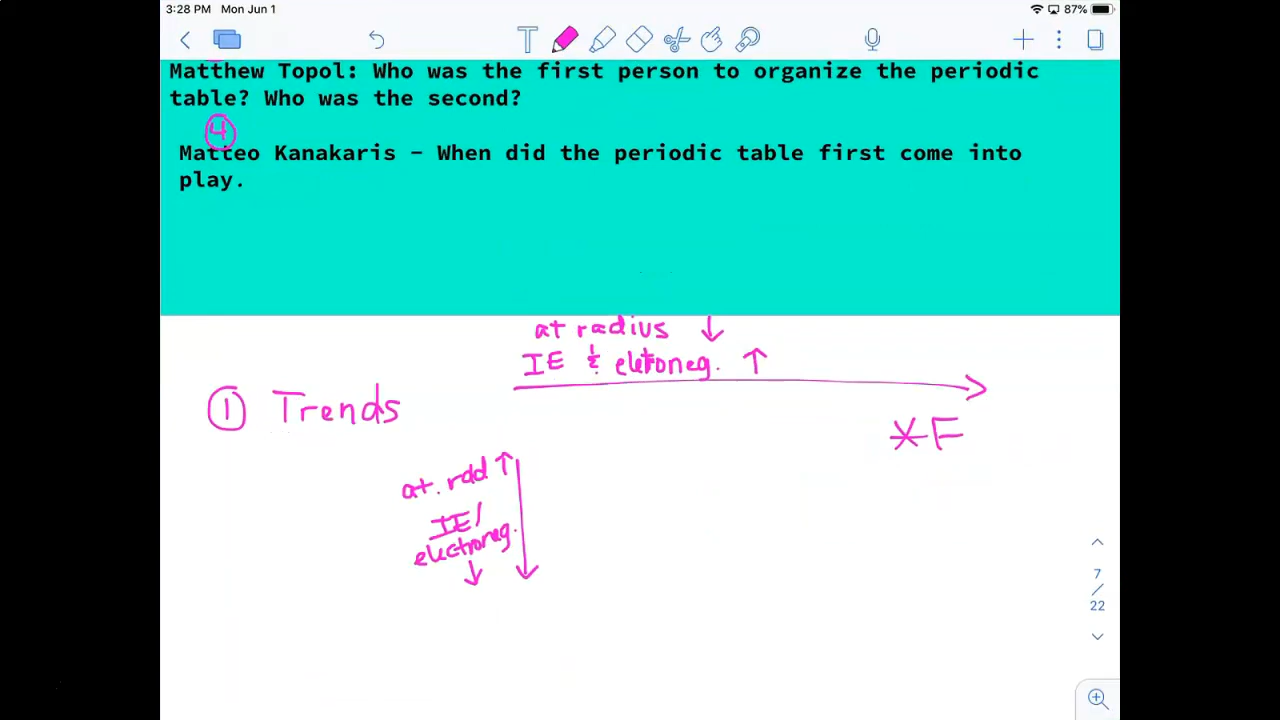 3:28 PM Mon Jun 1 87%
T
Matthew Topol: Who was the first person to organize the periodic
table? Who was the second?
4
Matteo Kanakaris - When did the periodic table first come into
play.
at radius ↓
IE & eletroneg. ↑
1 Trends
*F
at. rad ↑
IE/
electroneg.
↓
7
/
22